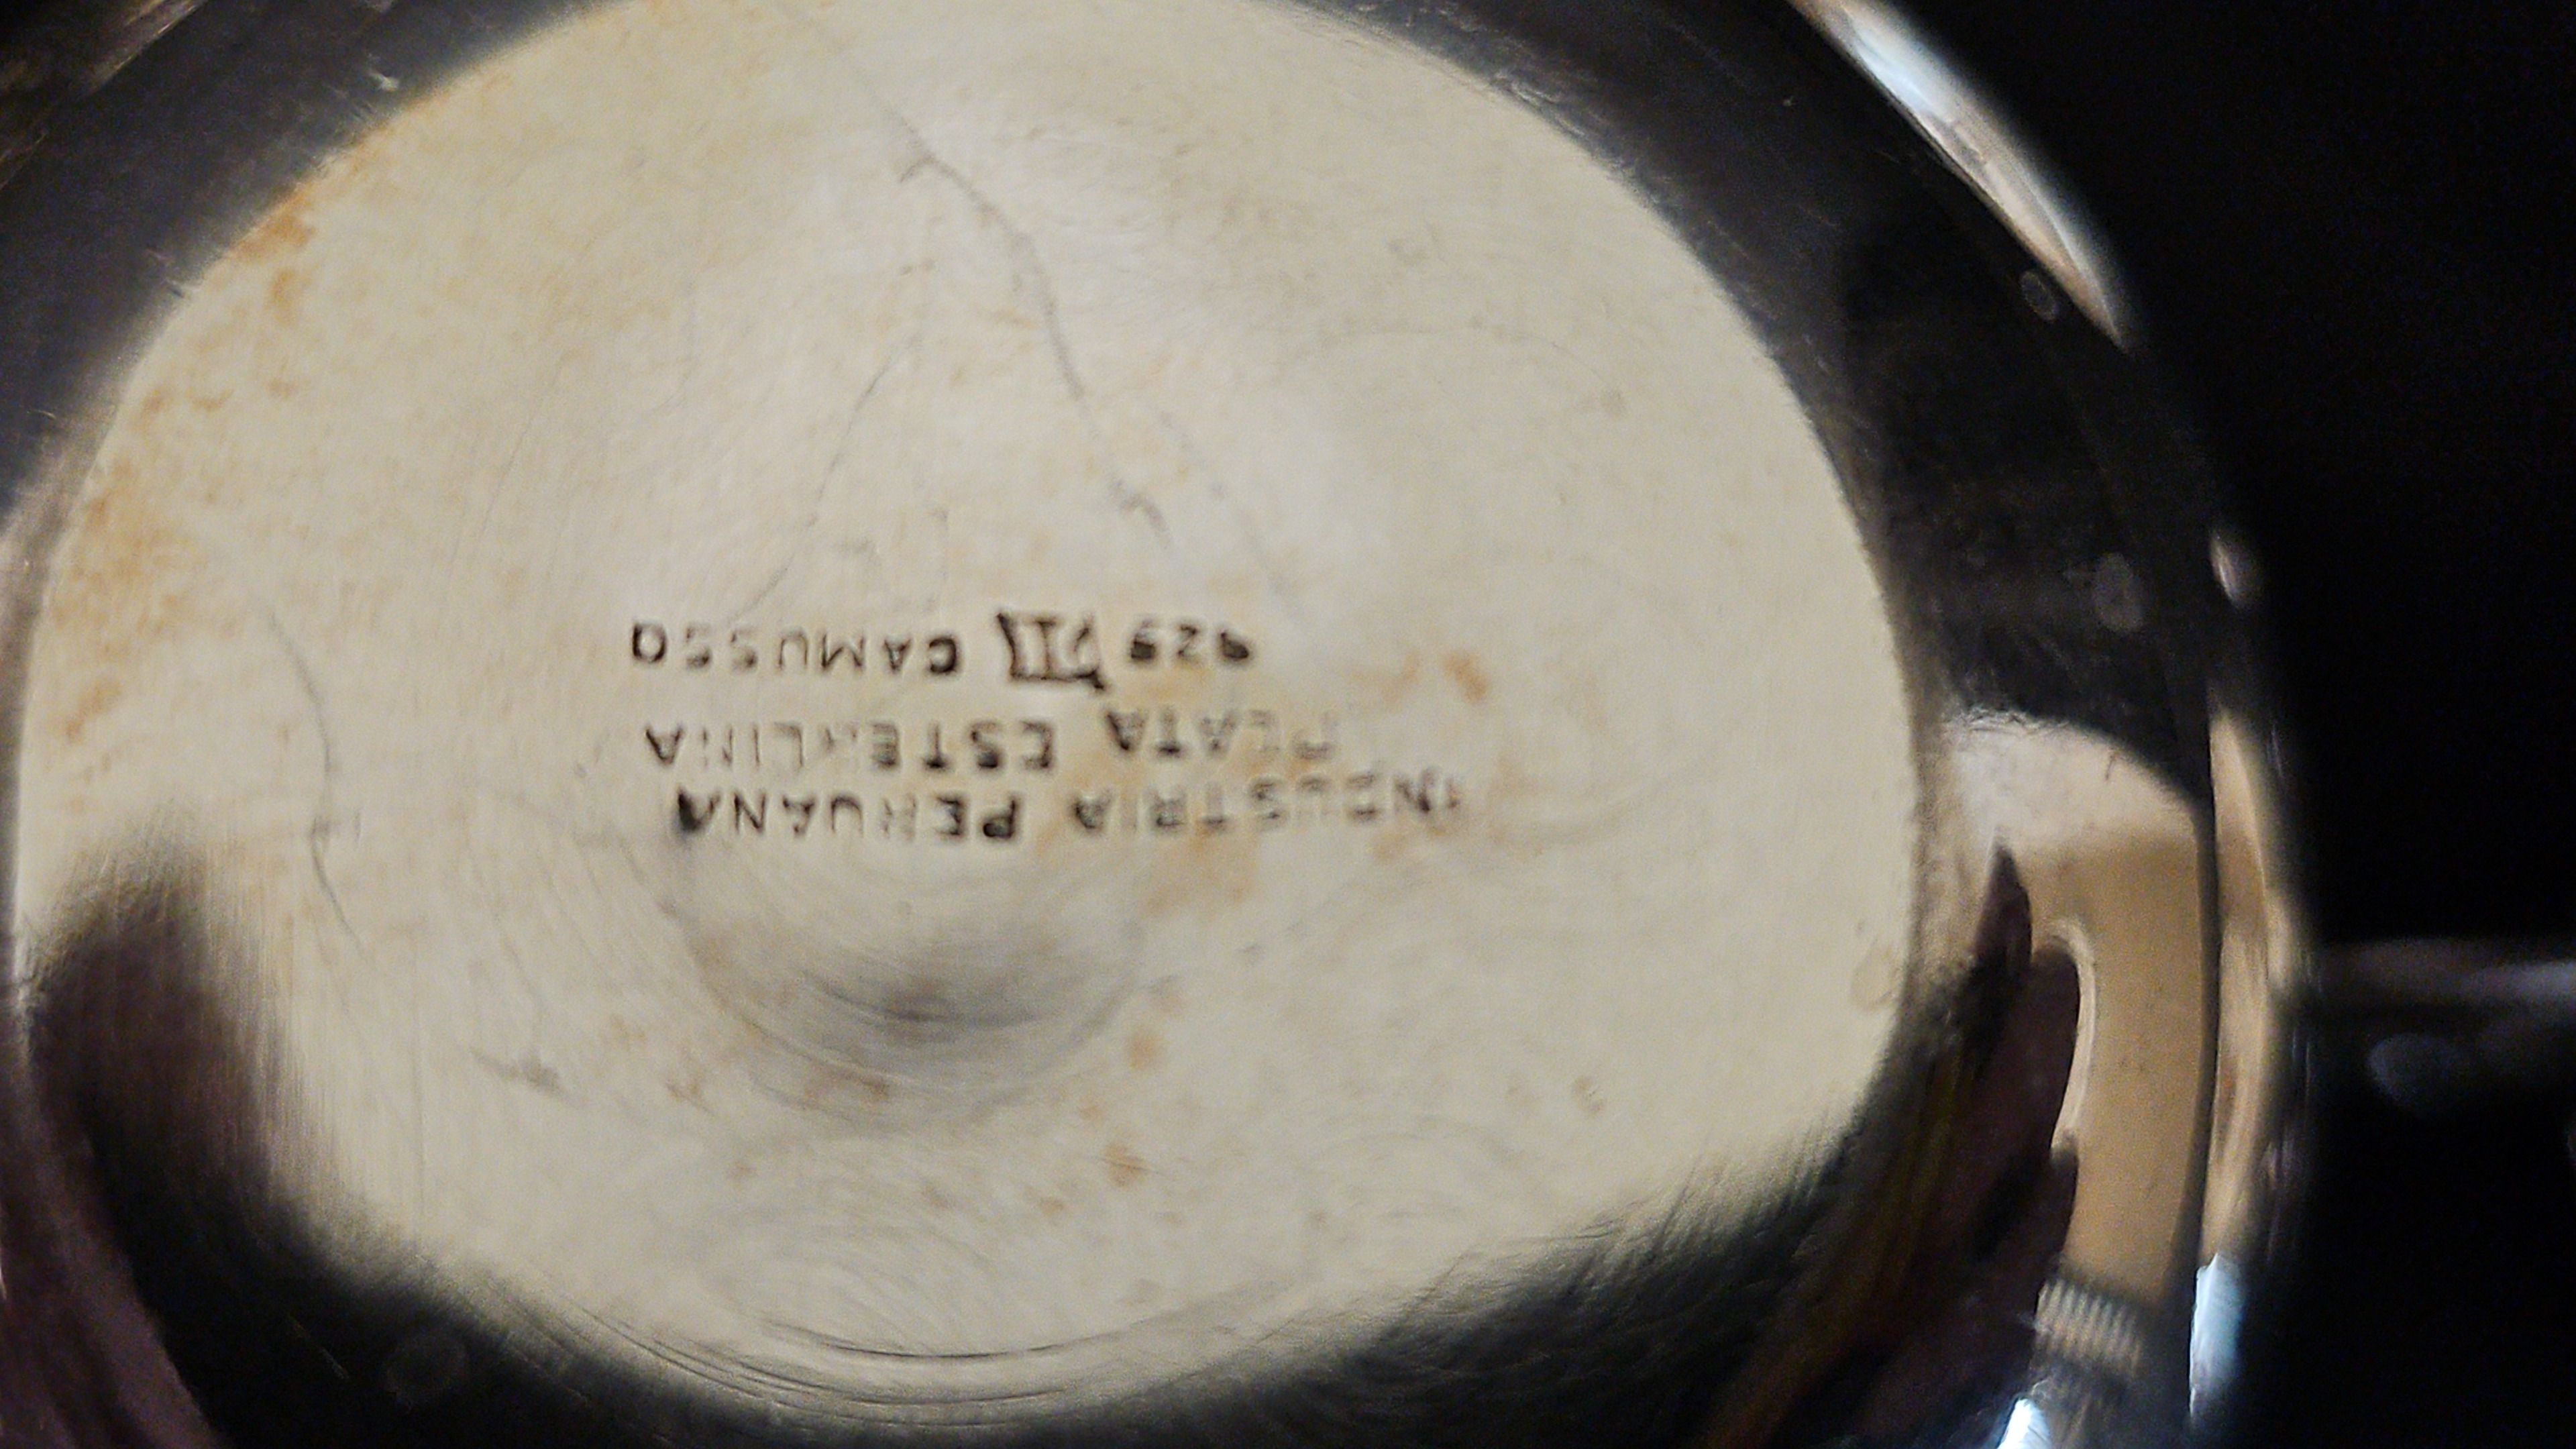 INDUSTRIA PERUANA
PLATA ESTERLINA
925 CAMUSSO